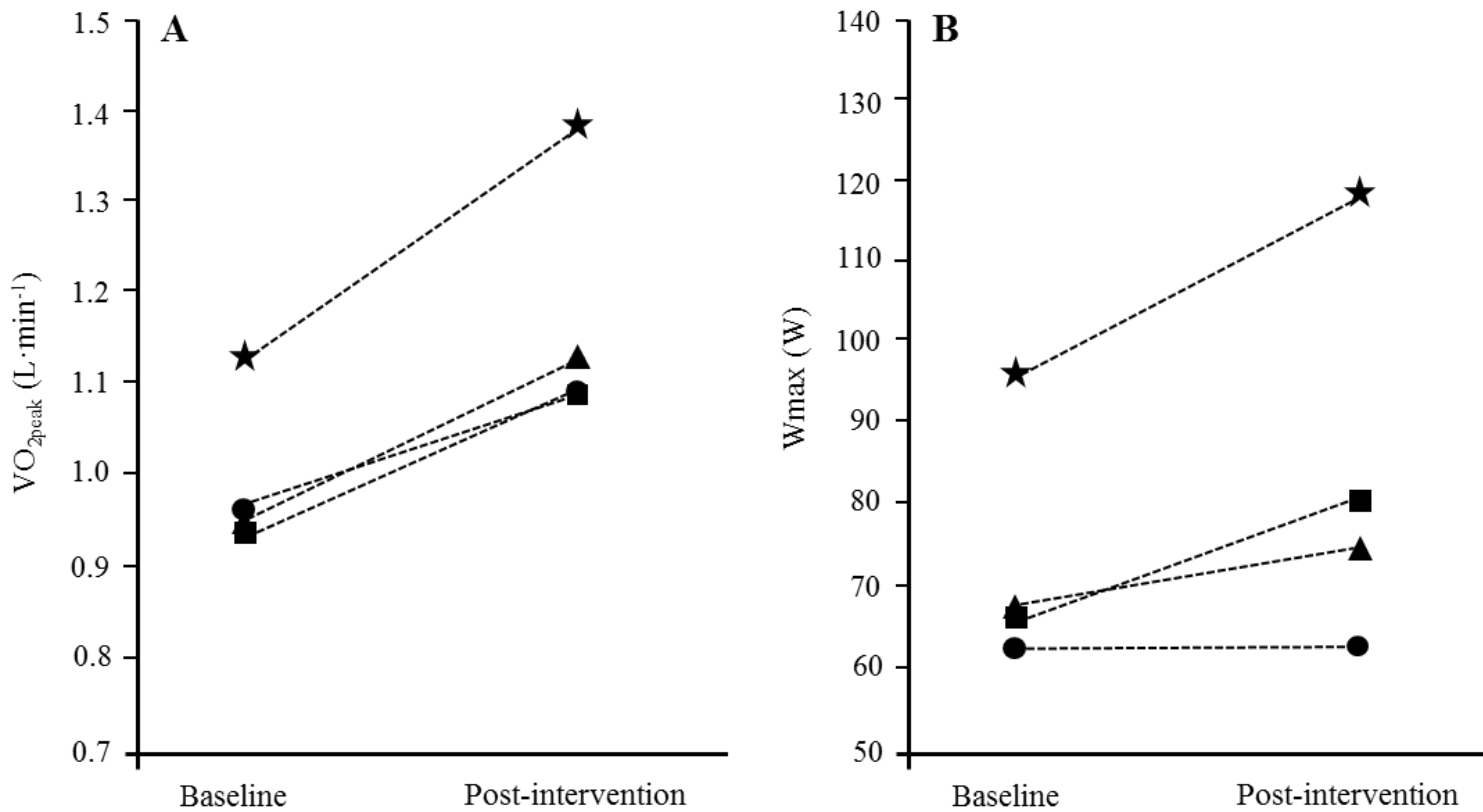 A
VO2peak (L·min-1)
1.5
1.4
1.3
1.2
1.1
1.0
0.9
0.8
0.7
Baseline
Post-intervention
B
Wmax (W)
140
130
120
110
100
90
80
70
60
50
Baseline
Post-intervention